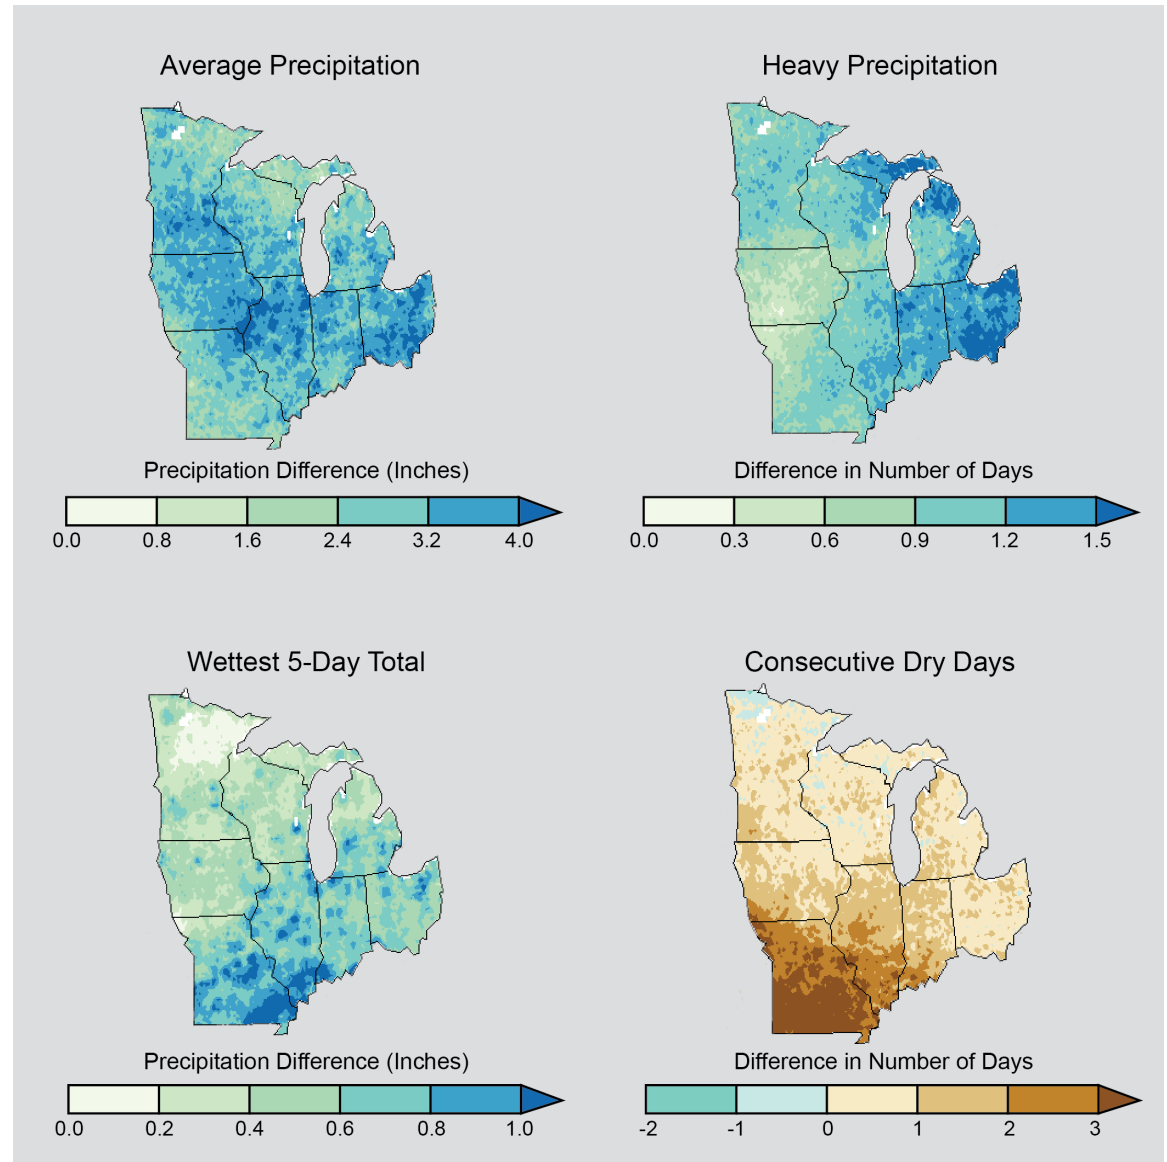 Average Precipitation
Heavy Precipitation
Precipitation Difference (Inches)
Difference in Number of Days
0.0 0.8 1.6 2.4 3.2 4.0
0.0 0.3 0.6 0.9 1.2 1.5
Wettest 5-Day Total
Consecutive Dry Days
Precipitation Difference (Inches)
Difference in Number of Days
0.0 0.2 0.4 0.6 0.8 1.0
-2 -1 0 1 2 3